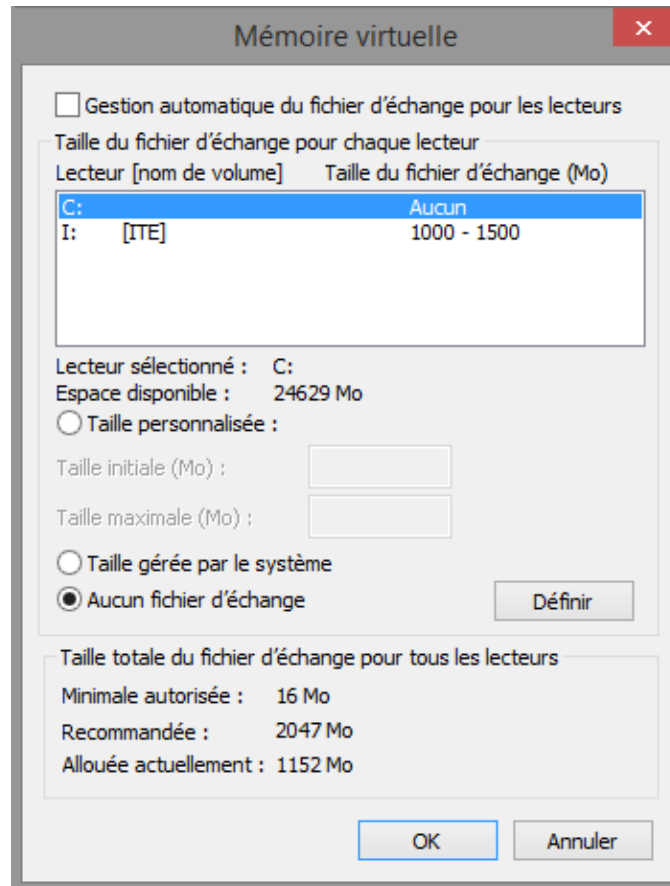 Mémoire virtuelle
Gestion automatique du fichier d’échange pour les lecteurs
Taille du fichier d’échange pour chaque lecteur
Lecteur [nom de volume] Taille du fichier d’échange (Mo)
C: Aucun
I: [ITE] 1000 - 1500
Lecteur sélectionné : C:
Espace disponible : 24629 Mo
Taille personnalisée :
Taille initiale (Mo) :
Taille maximale (Mo) :
Taille gérée par le système
Aucun fichier d’échange Définir
Taille totale du fichier d’échange pour tous les lecteurs
Minimale autorisée : 16 Mo
Recommandée : 2047 Mo
Allouée actuellement : 1152 Mo
OK Annuler